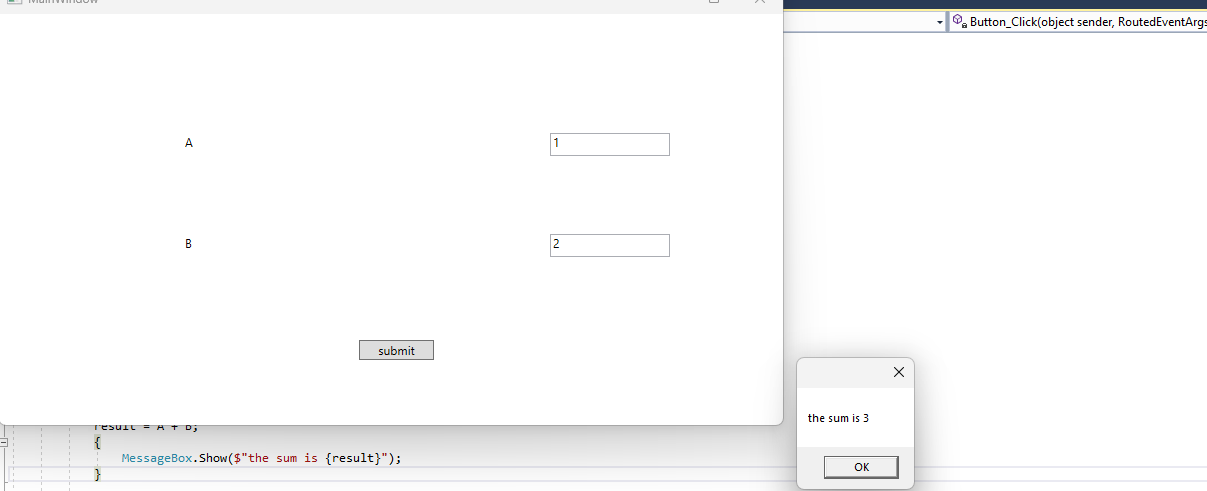 MainWindow
Button_Click(object sender, RoutedEventArgs
A
1
B
2
submit
the sum is 3
OK
result = A + B;
{
MessageBox.Show($"the sum is {result}");
}